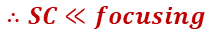 ∴ SC ≪ focusing